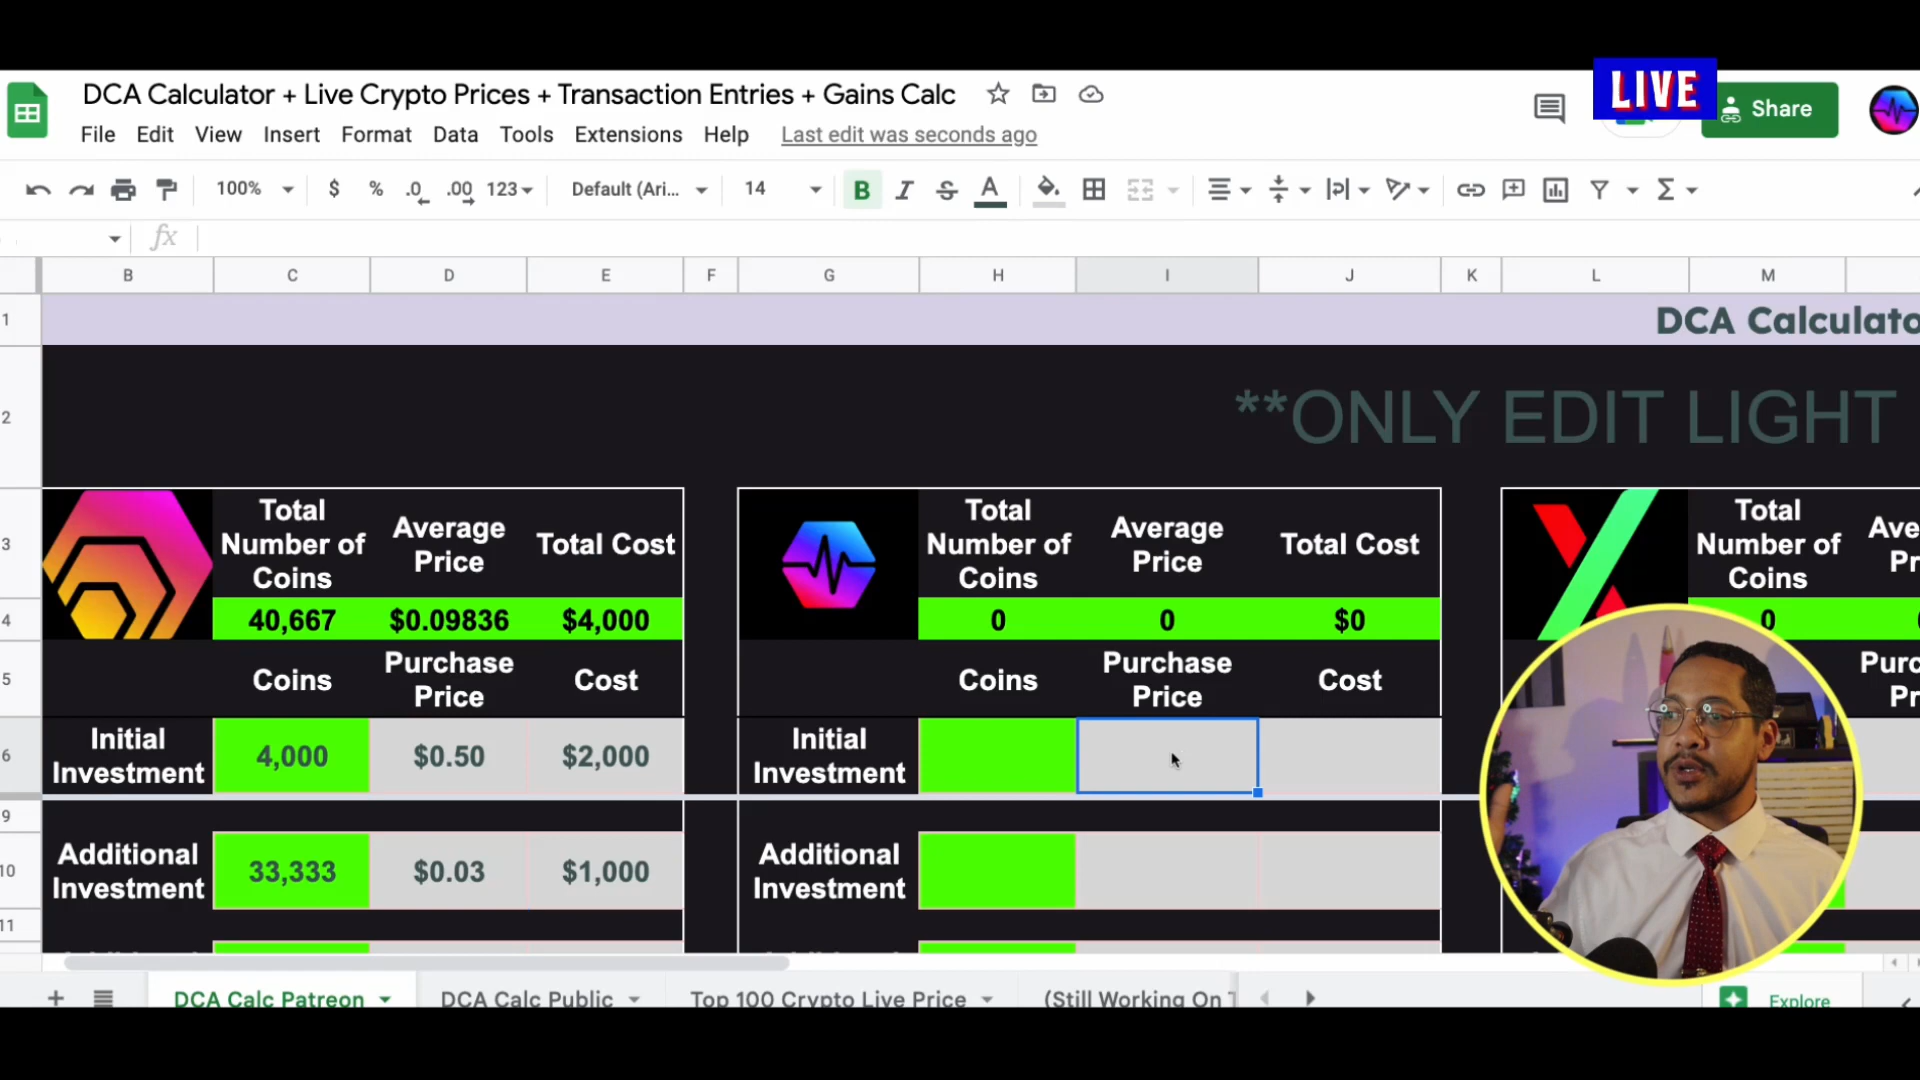 DCA Calculator + Live Crypto Prices + Transaction Entries + Gains Calc
LIVE
Share
File Edit View Insert Format Data Tools Extensions Help Last edit was seconds ago
100% $ % .0 .00 123 Default (Ari... 14 B I S A
fx
B C D E F G H I J K L M
1 DCA Calculato
2 **ONLY EDIT LIGHT
3
Total Number of Coins Average Price Total Cost
Total Number of Coins Average Price Total Cost
Total Number of Coins Ave Pr
4 40,667 $0.09836 $4,000 0 0 $0 0
5 Coins Purchase Price Cost Coins Purchase Price Cost Purc Pr
6 Initial Investment 4,000 $0.50 $2,000 Initial Investment
9
10 Additional Investment 33,333 $0.03 $1,000 Additional Investment
11
DCA Calc Patreon DCA Calc Public Top 100 Crypto Live Price (Still Working On T Explore